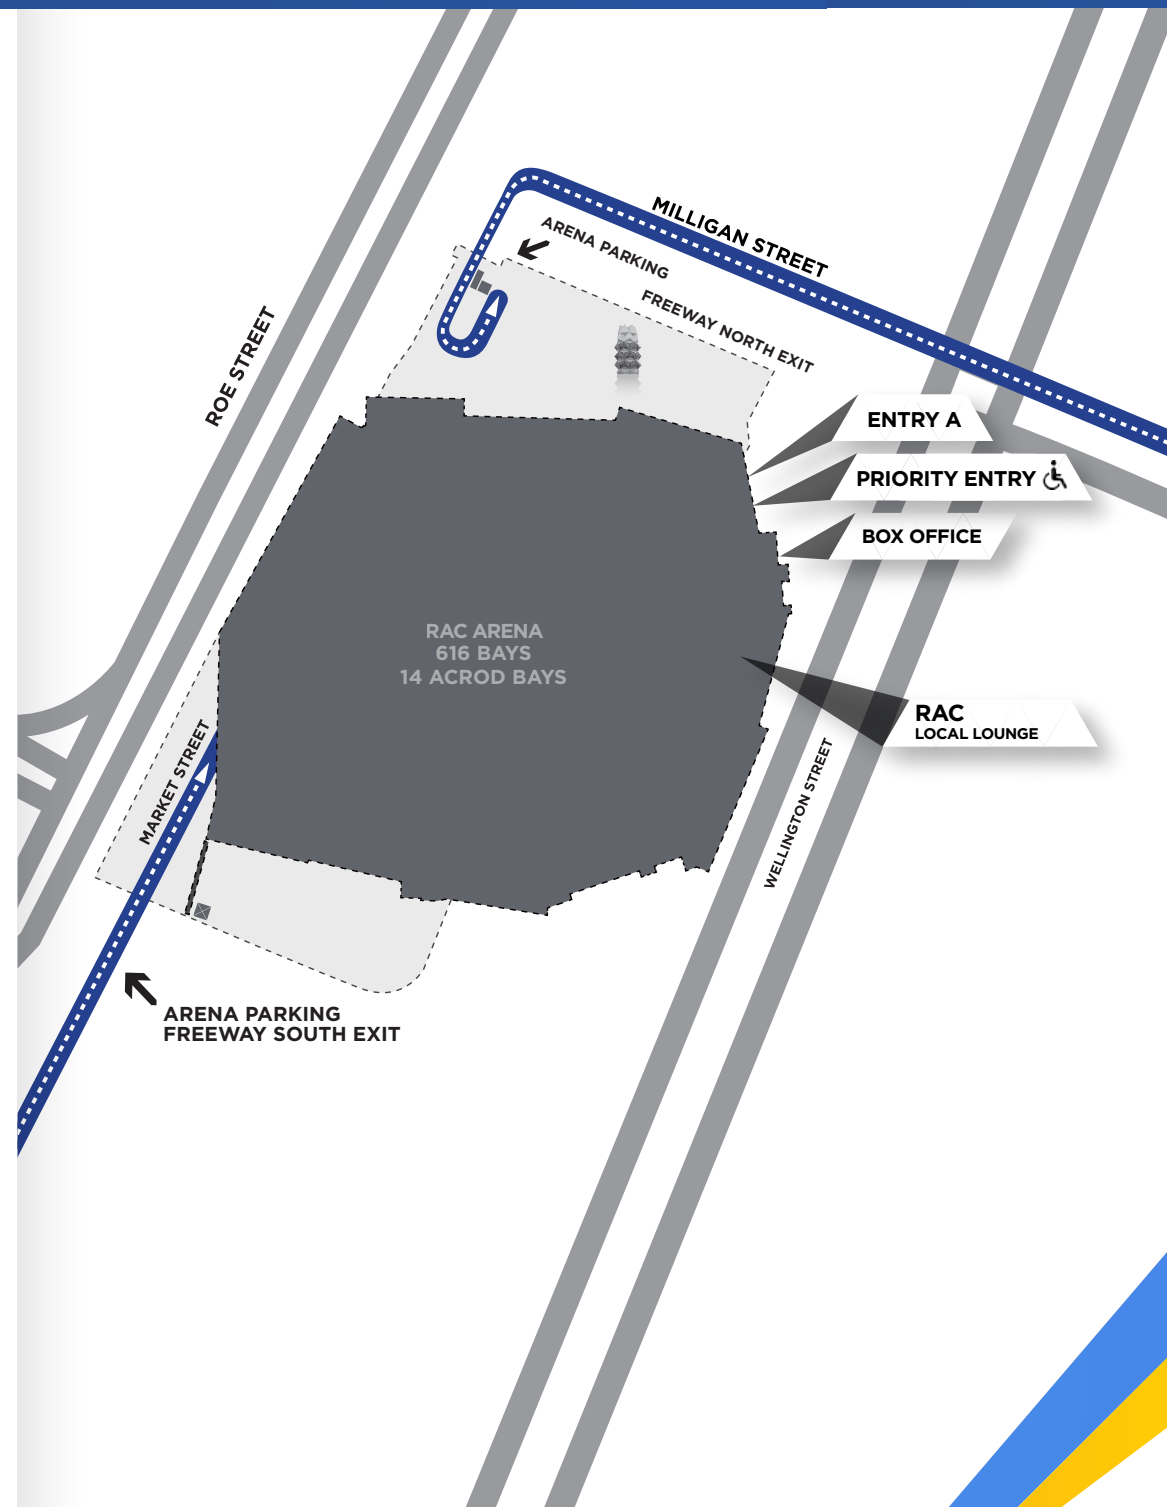 MILLIGAN STREET
ARENA PARKING
FREEWAY NORTH EXIT
ROE STREET
ENTRY A
PRIORITY ENTRY
BOX OFFICE
RAC ARENA
616 BAYS
14 ACROD BAYS
RAC
LOCAL LOUNGE
MARKET STREET
WELLINGTON STREET
ARENA PARKING
FREEWAY SOUTH EXIT